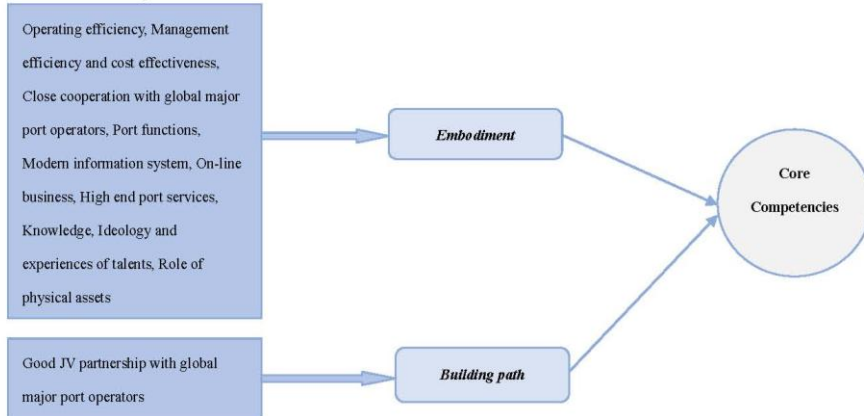 Operating efficiency, Management
efficiency and cost effectiveness,
Close cooperation with global major
port operators, Port functions,
Modern information system, On-line
business, High end port services,
Knowledge, Ideology and
experiences of talents, Role of
physical assets
Embodiment
Core
Competencies
Good JV partnership with global
major port operators
Building path